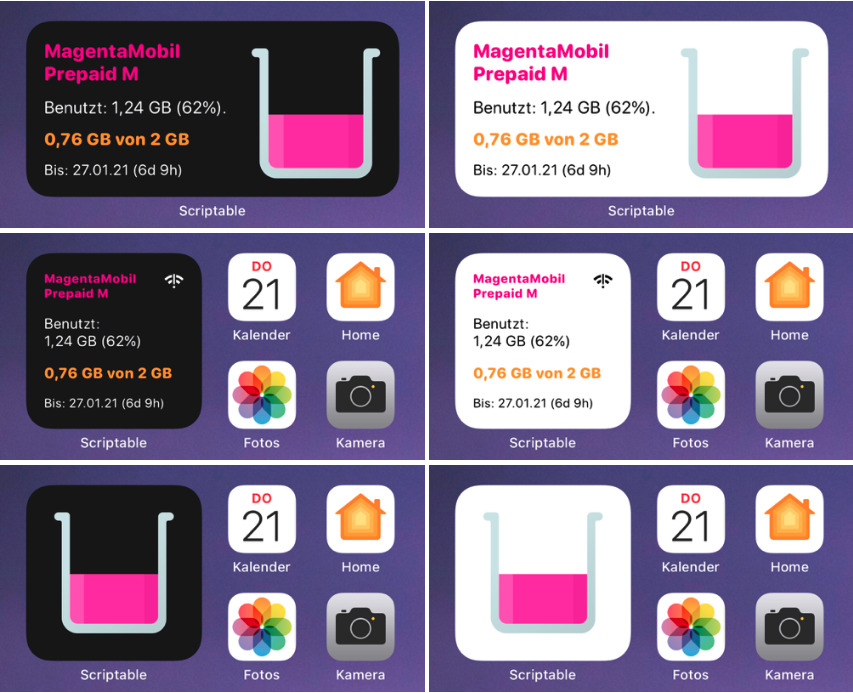 MagentaMobil
Prepaid M
Benutzt: 1,24 GB (62%).
0,76 GB von 2 GB
Bis: 27.01.21 (6d 9h)
Scriptable
MagentaMobil
Prepaid M
Benutzt: 1,24 GB (62%).
0,76 GB von 2 GB
Bis: 27.01.21 (6d 9h)
Scriptable
MagentaMobil
Prepaid M
Benutzt:
1,24 GB (62%)
0,76 GB von 2 GB
Bis: 27.01.21 (6d 9h)
Scriptable
DO
21
Kalender
Home
Fotos
Kamera
MagentaMobil
Prepaid M
Benutzt:
1,24 GB (62%)
0,76 GB von 2 GB
Bis: 27.01.21 (6d 9h)
Scriptable
DO
21
Kalender
Home
Fotos
Kamera
Scriptable
DO
21
Kalender
Home
Fotos
Kamera
Scriptable
DO
21
Kalender
Home
Fotos
Kamera